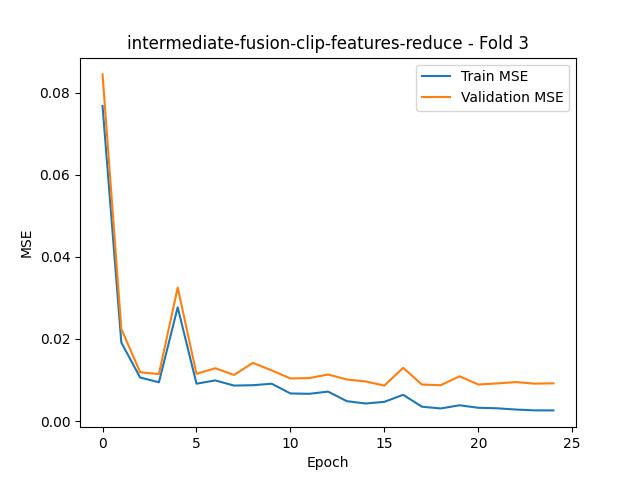 intermediate-fusion-clip-features-reduce - Fold 3
Train MSE
Validation MSE
0.08
0.06
0.04
0.02
0.00
MSE
0
5
10
15
20
25
Epoch